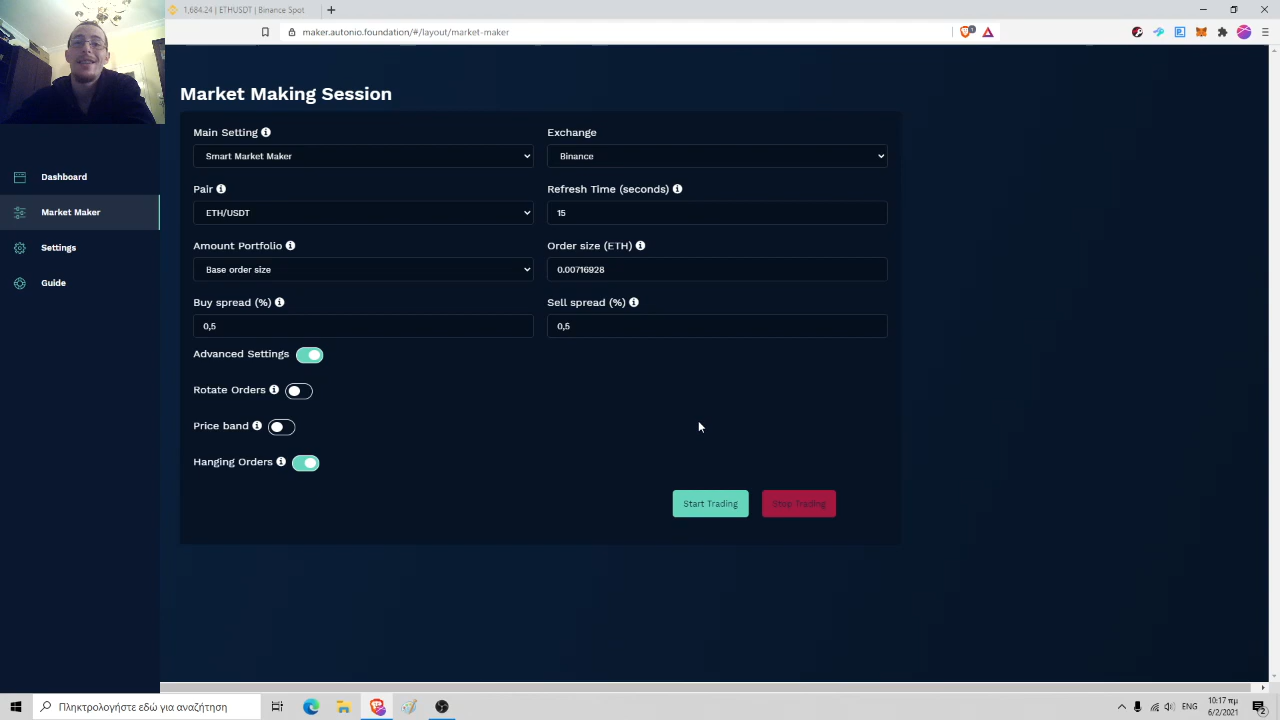 1,684.24 | ETHUSDT | Binance Spot
maker.autonio.foundation/#/layout/market-maker
Market Making Session
Main Setting
Exchange
Smart Market Maker
Binance
Pair
Refresh Time (seconds)
ETH/USDT
15
Amount Portfolio
Order size (ETH)
Base order size
0.00716928
Buy spread (%)
Sell spread (%)
0,5
0,5
Advanced Settings
Rotate Orders
Price band
Hanging Orders
Start Trading
Stop Trading
Dashboard
Market Maker
Settings
Guide
Πληκτρολογήστε εδώ για αναζήτηση
ENG
10:17 πμ
6/2/2021
2